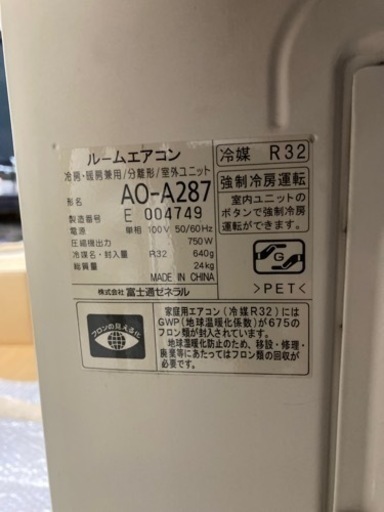 ルームエアコン
冷房・暖房兼用/分離形/室外ユニット
形名 AO-A287
製造番号 E 004749
電源 単相 100V 50/60Hz
圧縮機出力 750W
冷媒名・封入量 R32 640g
総質量 24kg
MADE IN CHINA
株式会社 富士通ゼネラル
冷媒 R32
強制冷房運転
室内ユニットの
ボタンで強制冷房
運転ができます。
G
>PET<
フロンの見える化
家庭用エアコン(冷媒R32)には
GWP(地球温暖化係数)が675の
フロン類が封入されています。
地球温暖化防止のため、移設・修理・
廃棄等にあたってはフロン類の回収が
必要です。